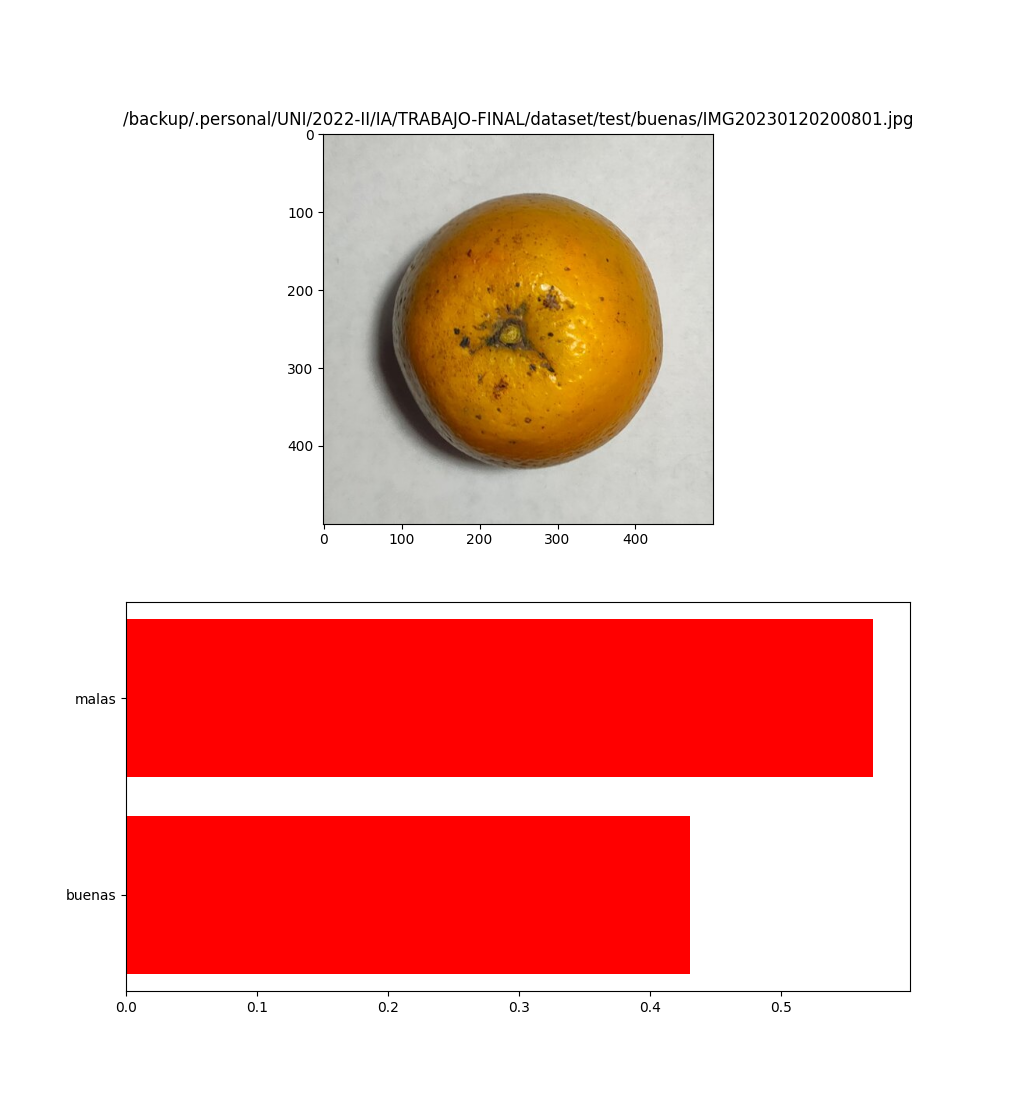 /backup/.personal/UNI/2022-II/IA/TRABAJO-FINAL/dataset/test/buenas/IMG20230120200801.jpg
0
100
200
300
400
0 100 200 300 400
malas
buenas
0.0 0.1 0.2 0.3 0.4 0.5